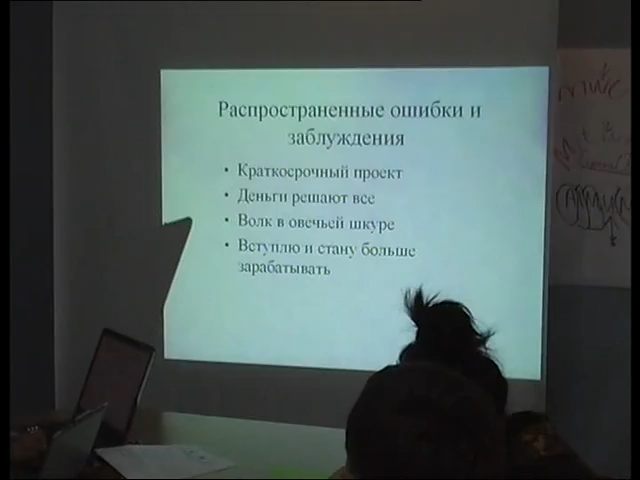 Распространенные ошибки и
заблуждения
• Краткосрочный проект
• Деньги решают все
• Волк в овечьей шкуре
• Вступлю и стану больше
зарабатывать